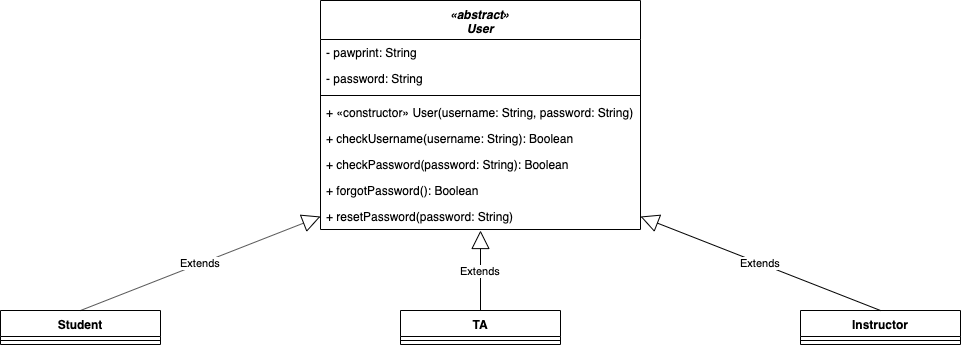 «abstract»
User
- pawprint: String
- password: String
+ «constructor» User(username: String, password: String)
+ checkUsername(username: String): Boolean
+ checkPassword(password: String): Boolean
+ forgotPassword(): Boolean
+ resetPassword(password: String)
Extends
Extends
Extends
Student
TA
Instructor